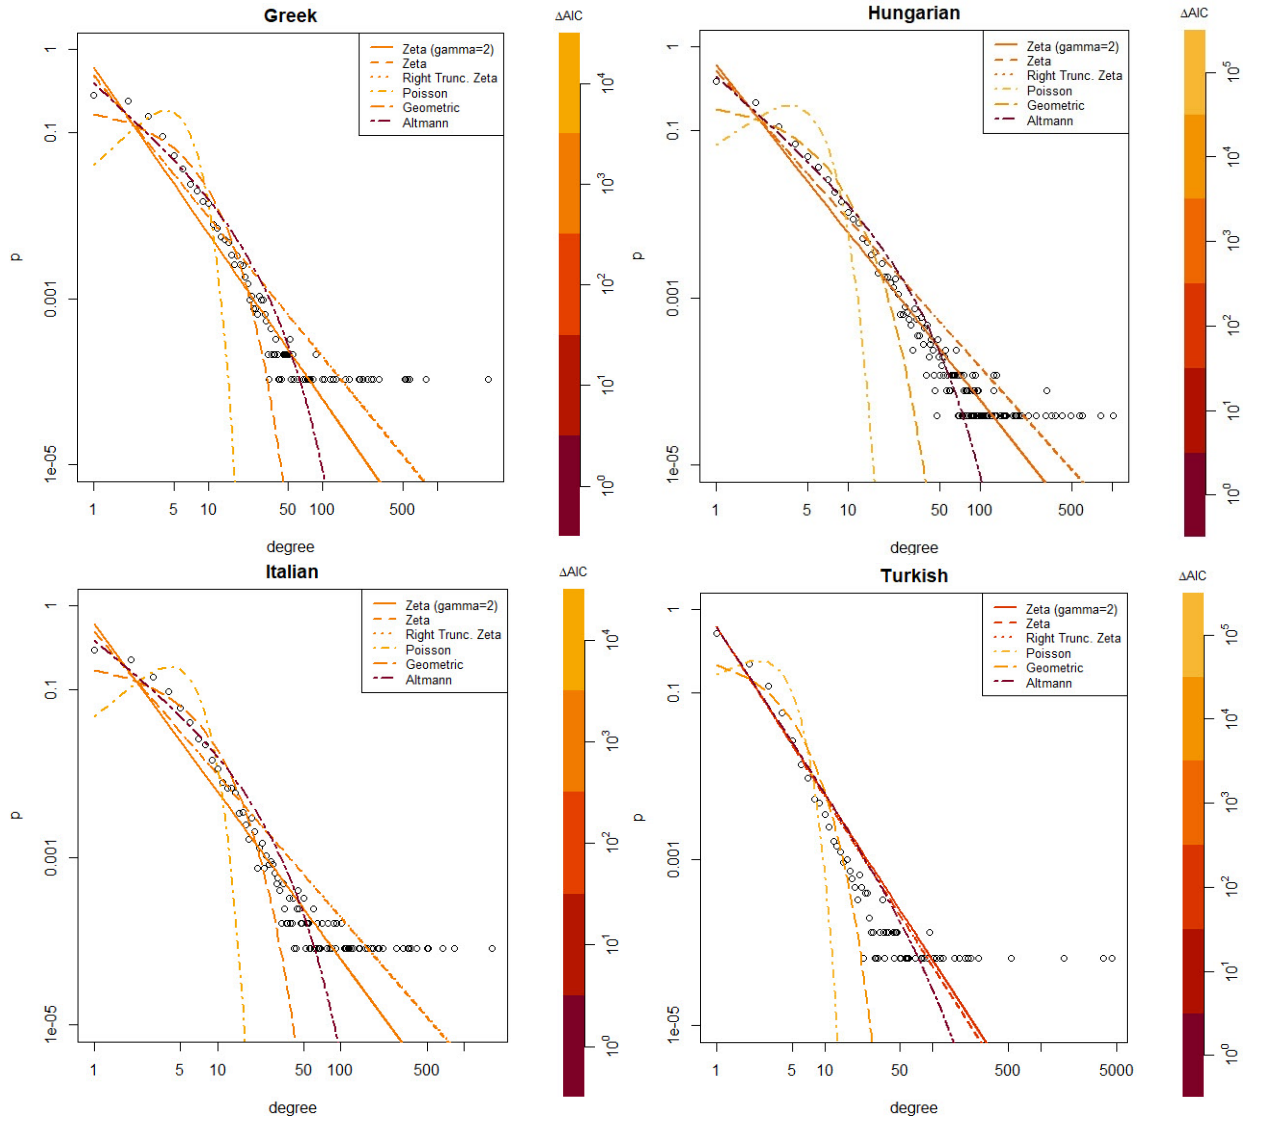 Greek
ΔAIC
Zeta (gamma=2)
Zeta
Right Trunc. Zeta
Poisson
Geometric
Altmann
1
0.1
0.001
1e-05
p
1 5 10 50 100 500
degree
10^4
10^3
10^2
10^1
10^0
Hungarian
ΔAIC
Zeta (gamma=2)
Zeta
Right Trunc. Zeta
Poisson
Geometric
Altmann
1
0.1
0.001
1e-05
p
1 5 10 50 100 500
degree
10^5
10^4
10^3
10^2
10^1
10^0
Italian
ΔAIC
Zeta (gamma=2)
Zeta
Right Trunc. Zeta
Poisson
Geometric
Altmann
1
0.1
0.001
1e-05
p
1 5 10 50 100 500
degree
10^4
10^3
10^2
10^1
10^0
Turkish
ΔAIC
Zeta (gamma=2)
Zeta
Right Trunc. Zeta
Poisson
Geometric
Altmann
1
0.1
0.001
1e-05
p
1 5 10 50 500 5000
degree
10^5
10^4
10^3
10^2
10^1
10^0